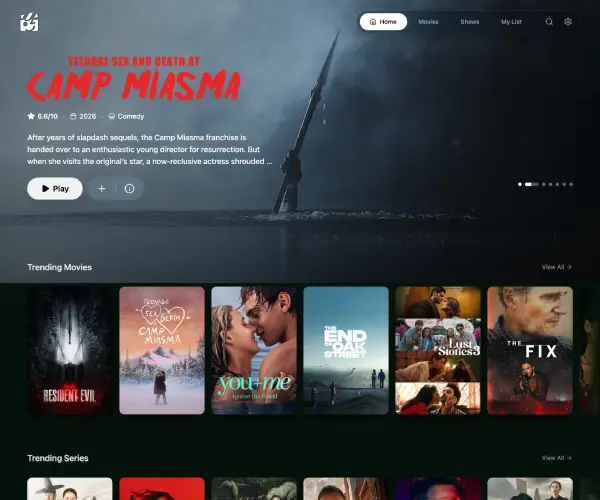 Home
Movies
Shows
My List
TEENAGE SEX AND DEATH AT
CAMP MIASMA
6.6/10 · 2026 · Comedy
After years of slapdash sequels, the Camp Miasma franchise is
handed over to an enthusiastic young director for resurrection. But
when she visits the original's star, a now-reclusive actress shrouded ...
Play
Trending Movies
View All
RESIDENT EVIL
TEENAGE
SEX & DEATH
AT
CAMP
MIASMA
you+me
Against the World
THE
END
OF OAK
STREET
Lust
Stories 3
THE
FIX
Trending Series
View All